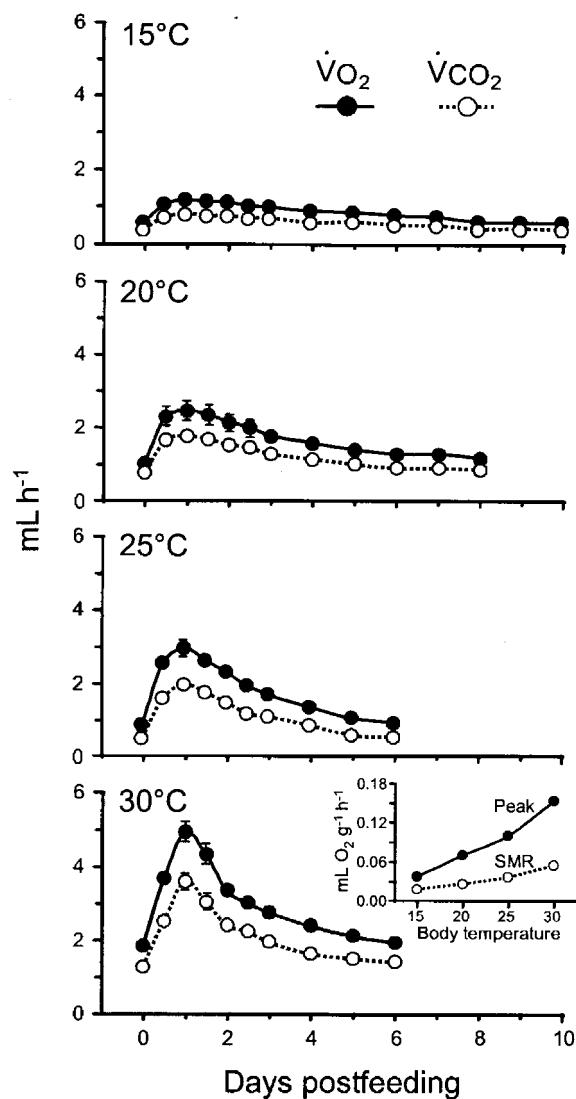 15°C
V̇O₂ V̇CO₂
6
4
2
0
20°C
6
4
2
0
25°C
6
4
2
0
mL h⁻¹
30°C
6
4
2
0
0.18
0.12
0.06
0.00
mL O₂ g⁻¹ h⁻¹
Peak
SMR
15 20 25 30
Body temperature
0 2 4 6 8 10
Days postfeeding